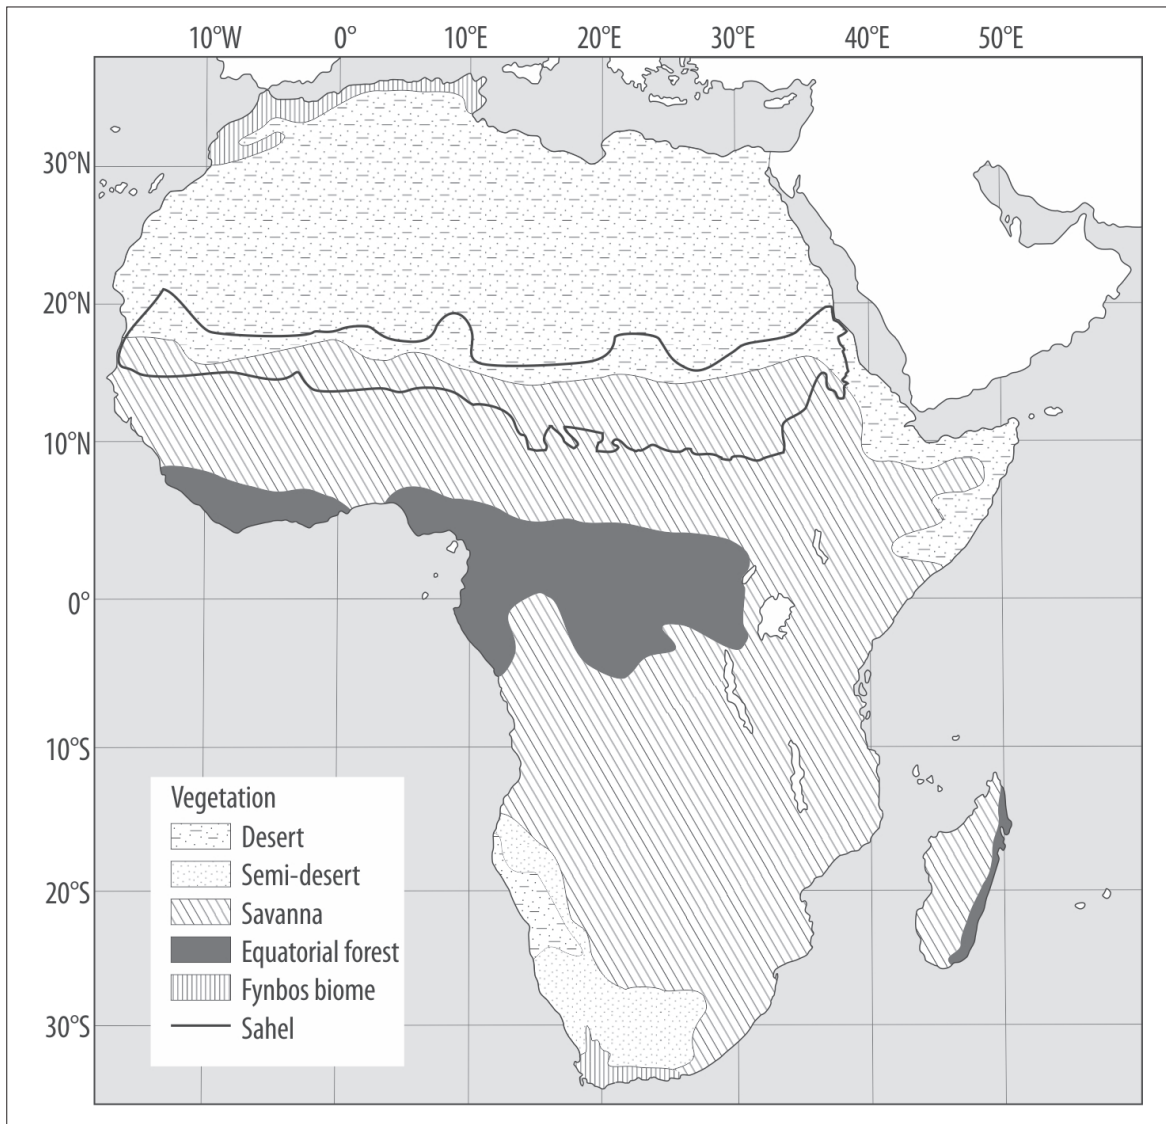 10°W 0° 10°E 20°E 30°E 40°E 50°E
30°N
20°N
10°N
0°
10°S
20°S
30°S
Vegetation
Desert
Semi-desert
Savanna
Equatorial forest
Fynbos biome
Sahel